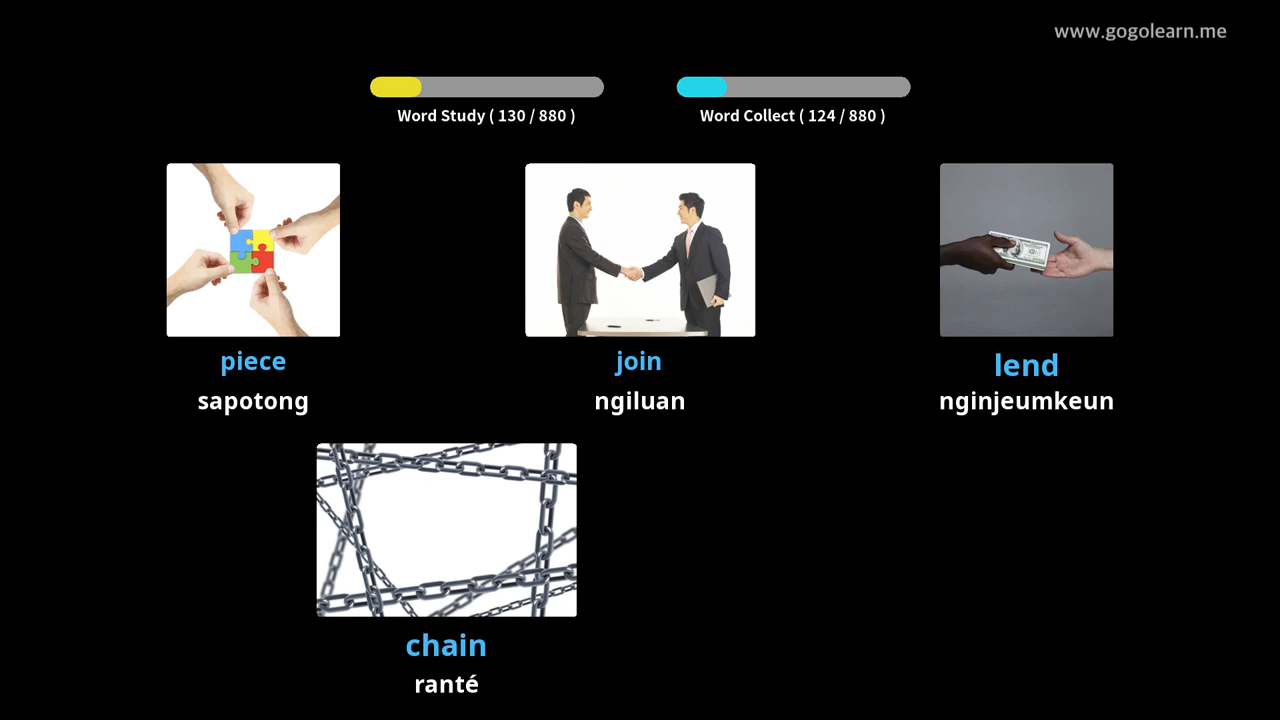 www.gogolearn.me
Word Study ( 130 / 880 )
Word Collect ( 124 / 880 )
piece
sapotong
join
ngiluan
lend
nginjeumkeun
chain
ranté